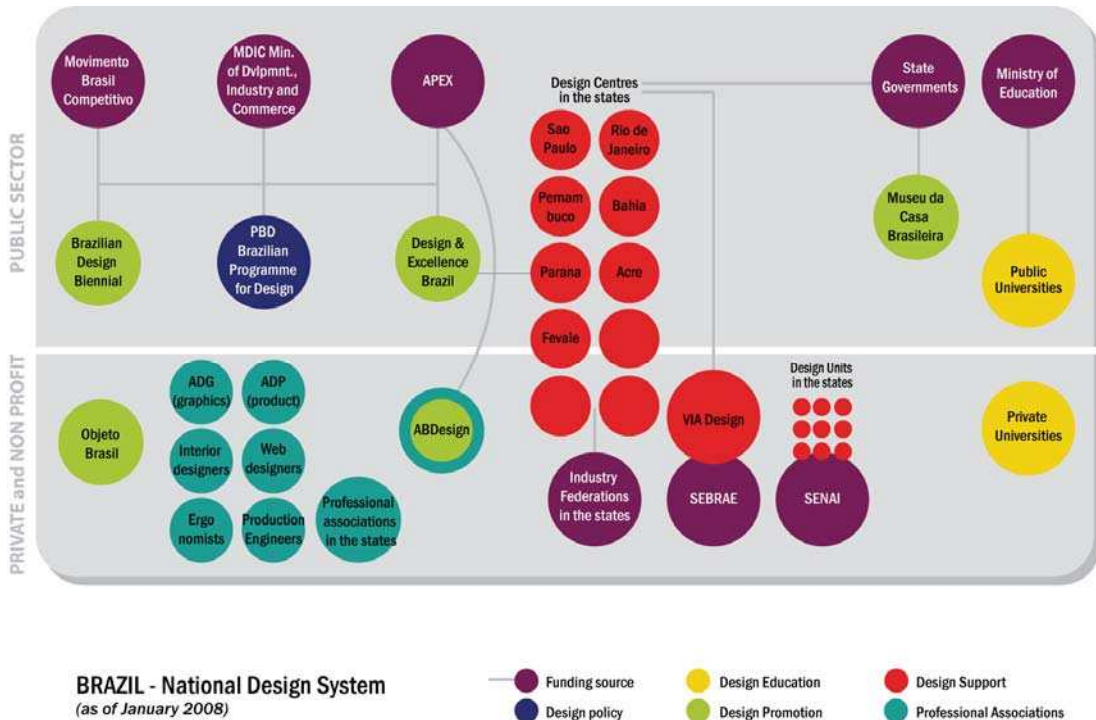 PUBLIC SECTOR
Movimento
Brasil
Competitivo
MDIC Min.
of Dvlpmnt.,
Industry and
Commerce
APEX
Design Centres
in the states
State
Governments
Ministry of
Education
Sao
Paulo
Rio de
Janeiro
Pernam
buco
Bahia
Museu da
Casa
Brasileira
Brazilian
Design
Biennial
PBD
Brazilian
Programme
for Design
Design &
Excellence
Brazil
Parana
Acre
Public
Universities
Fevale
PRIVATE and NON PROFIT
Objeto
Brasil
ADG
(graphics)
ADP
(product)
Interior
designers
Web
designers
Ergo
nomists
Production
Engineers
Professional
associations
in the states
ABDesign
Industry
Federations
in the states
VIA Design
SEBRAE
Design Units
in the states
SENAI
Private
Universities
BRAZIL - National Design System
(as of January 2008)
Funding source
Design policy
Design Education
Design Promotion
Design Support
Professional Associations